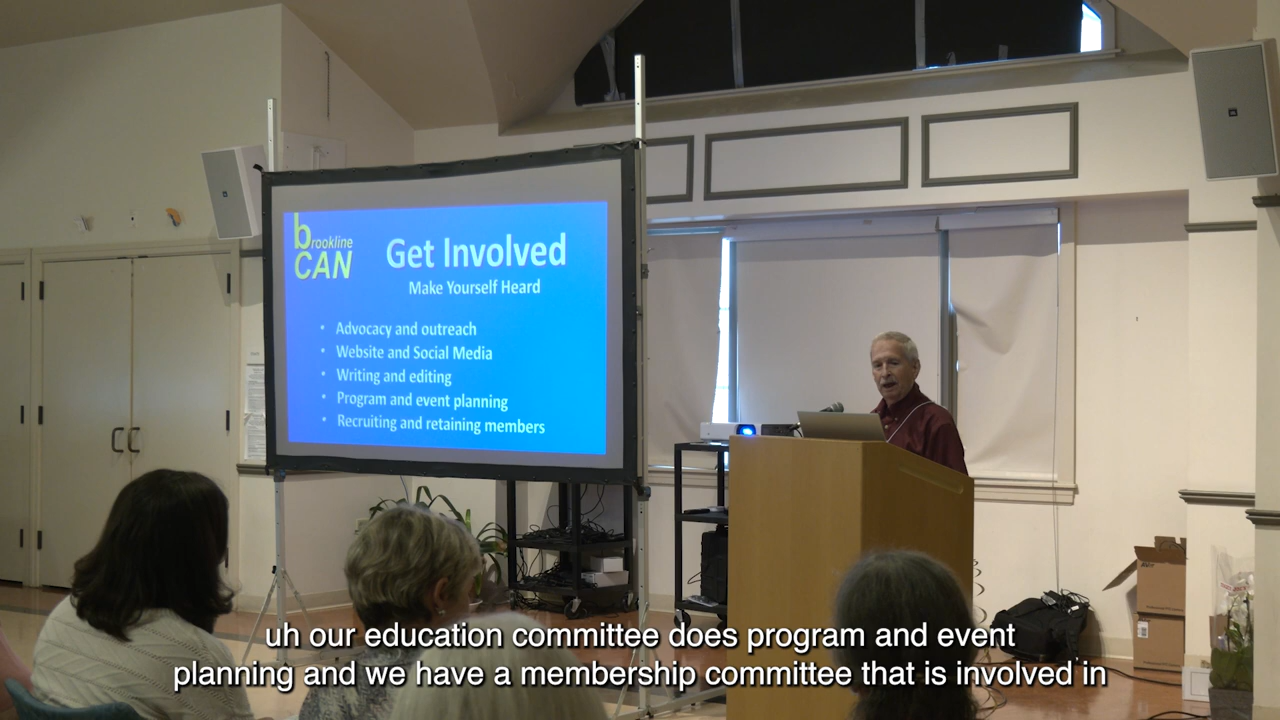 brookline
CAN
Get Involved
Make Yourself Heard
• Advocacy and outreach
• Website and Social Media
• Writing and editing
• Program and event planning
• Recruiting and retaining members
uh our education committee does program and event
planning and we have a membership committee that is involved in